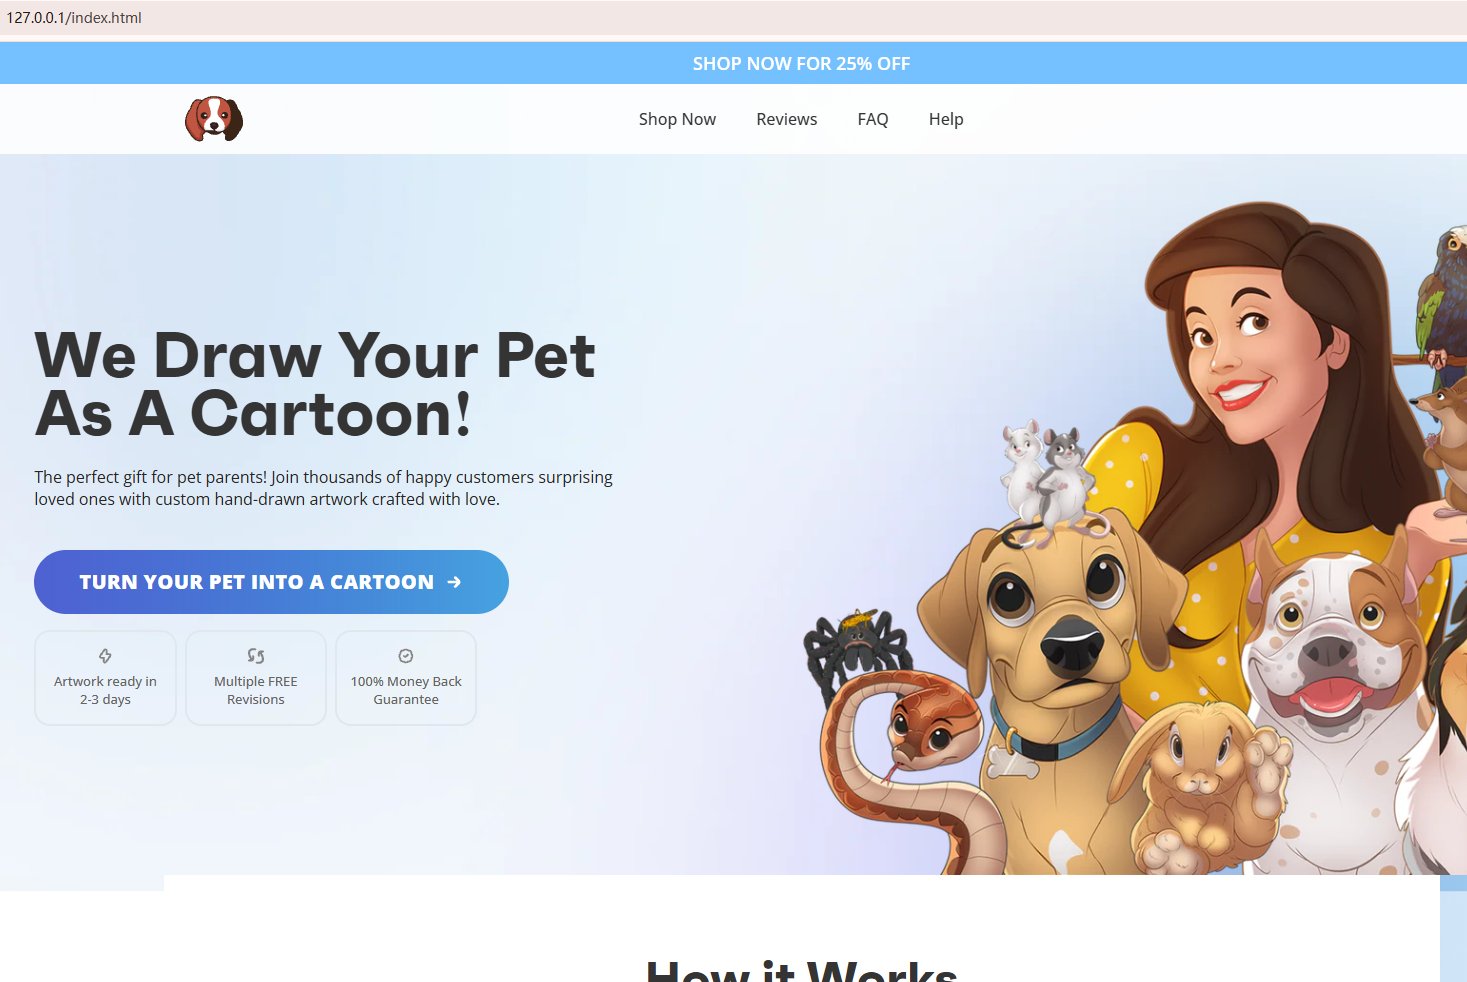 127.0.0.1/index.html
SHOP NOW FOR 25% OFF
Shop Now Reviews FAQ Help
We Draw Your Pet
As A Cartoon!
The perfect gift for pet parents! Join thousands of happy customers surprising
loved ones with custom hand-drawn artwork crafted with love.
TURN YOUR PET INTO A CARTOON →
Artwork ready in
2-3 days
Multiple FREE
Revisions
100% Money Back
Guarantee
How it Works